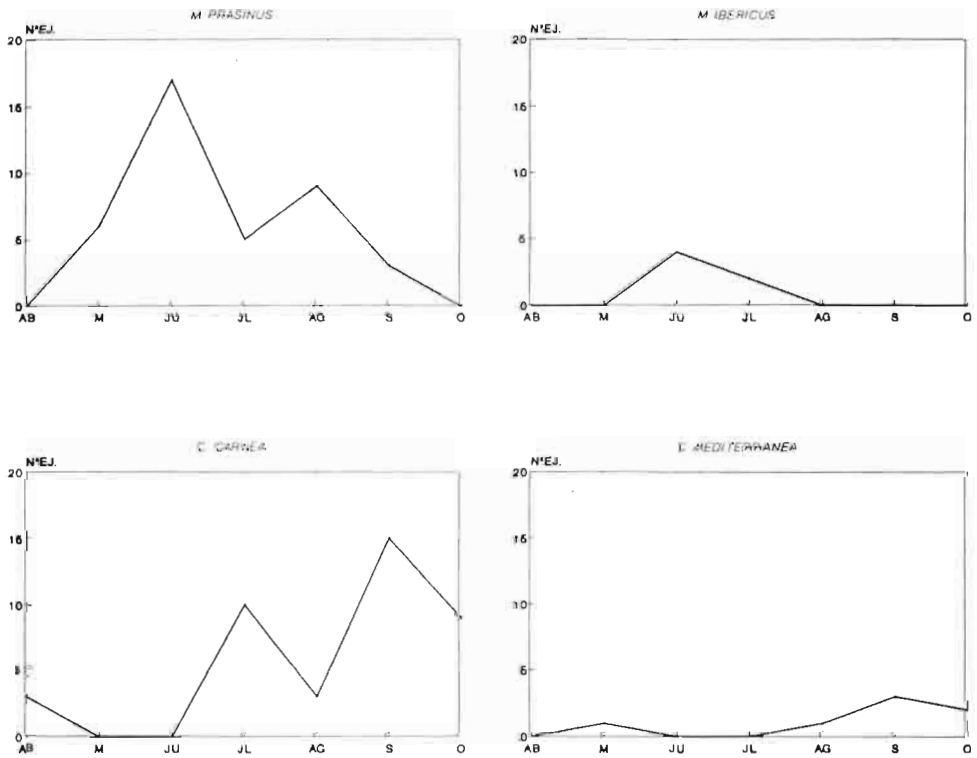 M PRASINUS
N°EJ.
20
15
10
5
0
AB M JU JL AG S O
M IBERICUS
N°EJ.
20
15
10
5
0
AB M JU JL AG S O
C. CARNEA
N°EJ.
20
15
10
5
0
AB M JU JL AG S O
C. MEDITERRANEA
N°EJ.
20
15
10
5
0
AB M JU JL AG S O